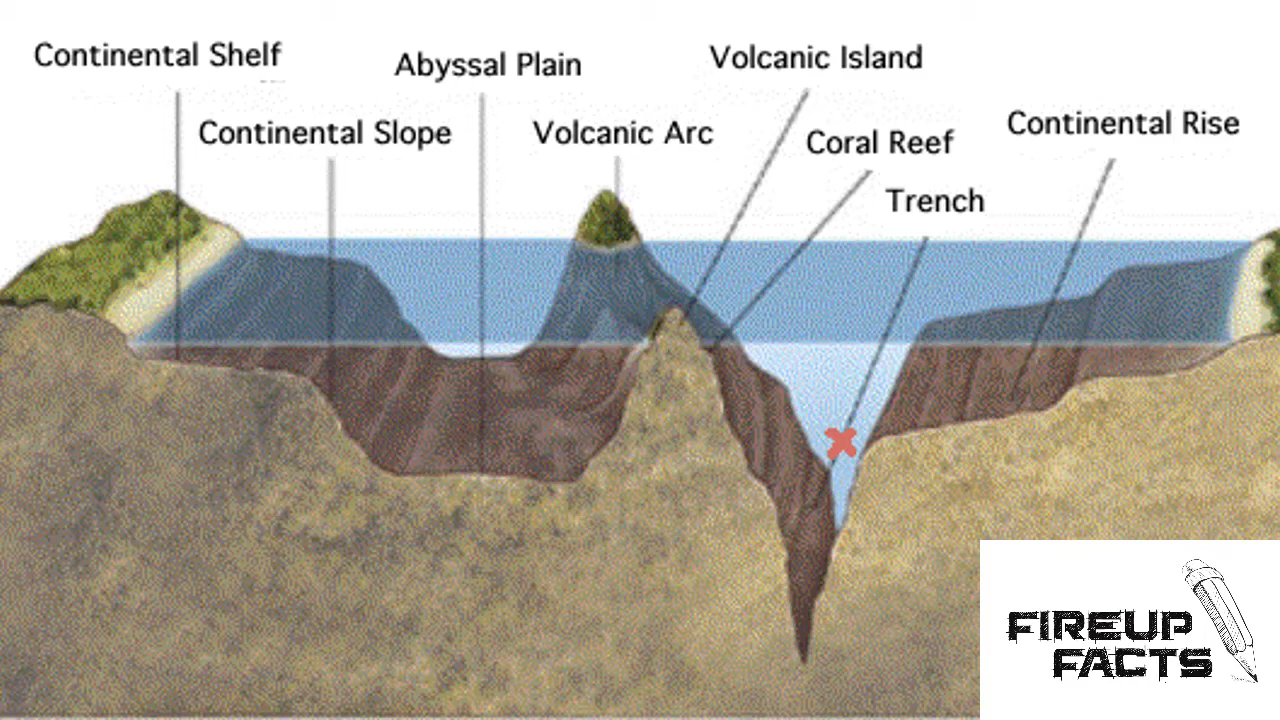 Continental Shelf
Abyssal Plain
Volcanic Island
Continental Slope
Volcanic Arc
Coral Reef
Continental Rise
Trench
FIREUP
FACTS